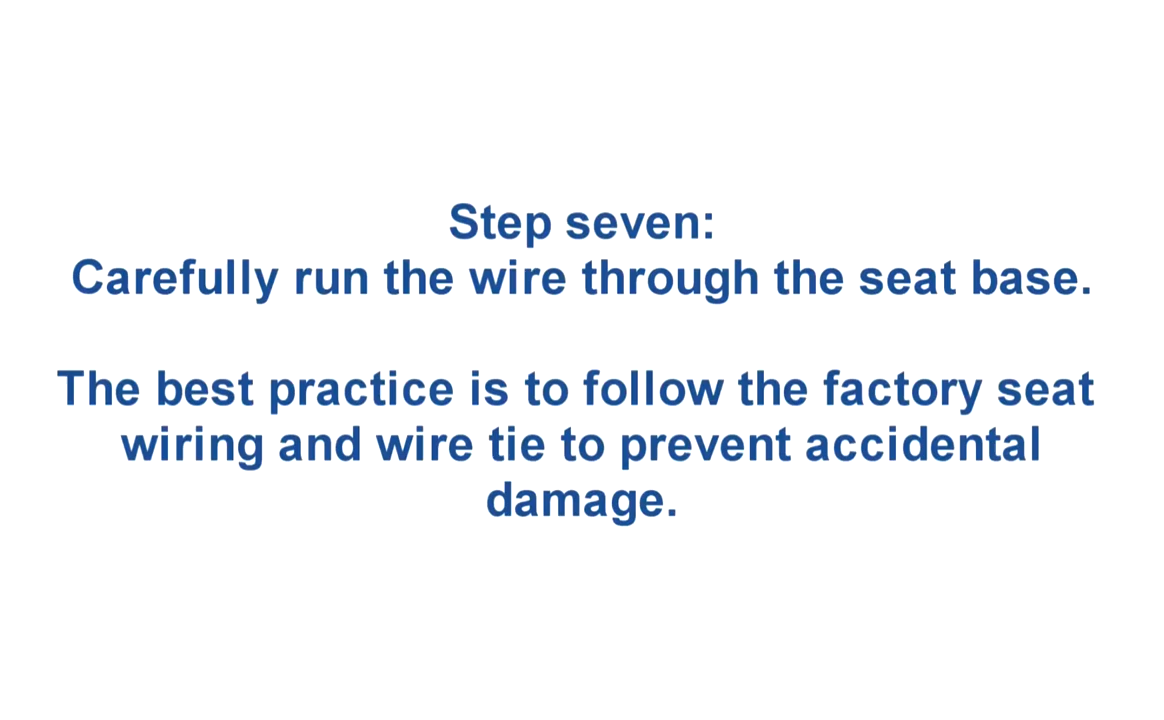 Step seven:
Carefully run the wire through the seat base.
The best practice is to follow the factory seat
wiring and wire tie to prevent accidental
damage.